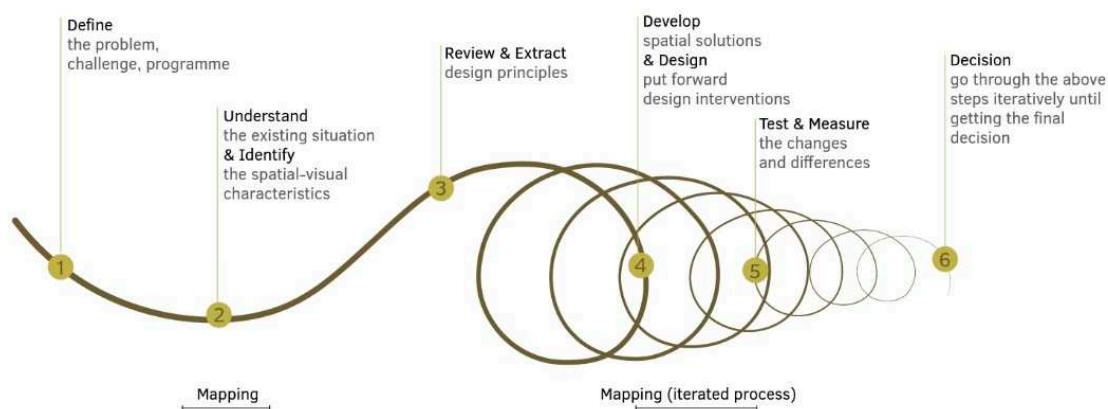 Define
the problem,
challenge, programme
1
Understand
the existing situation
& Identify
the spatial-visual
characteristics
2
Review & Extract
design principles
3
Develop
spatial solutions
& Design
put forward
design interventions
4
Test & Measure
the changes
and differences
5
Decision
go through the above
steps iteratively until
getting the final
decision
6
Mapping
Mapping (iterated process)